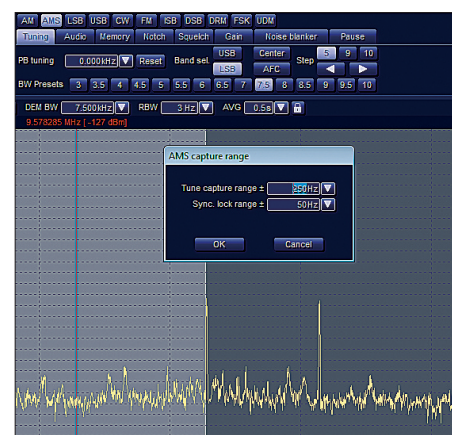 AM AMS LSB USB CW FM ISB DSB DRM FSK UDM
Tuning Audio Memory Notch Squelch Gain Noise blanker Pause
PB tuning 0.000kHz Reset Band sel. USB LSB Center AFC Step 5 9 10
BW Presets 3 3.5 4 4.5 5 5.5 6 6.5 7 7.5 8 8.5 9 9.5 10
DEM BW 7.500kHz RBW 3 Hz AVG 0.5s
9.578285 MHz [ -127 dBm]
AMS capture range
Tune capture range ± 250Hz
Sync. lock range ± 50Hz
OK Cancel